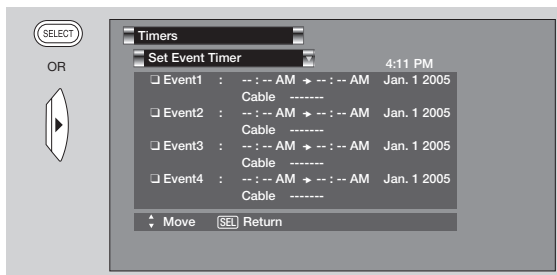 SELECT
OR
Timers
Set Event Timer
4:11 PM
❏ Event1 : -- : -- AM ➔ -- : -- AM Jan. 1 2005
Cable -------
❏ Event2 : -- : -- AM ➔ -- : -- AM Jan. 1 2005
Cable -------
❏ Event3 : -- : -- AM ➔ -- : -- AM Jan. 1 2005
Cable -------
❏ Event4 : -- : -- AM ➔ -- : -- AM Jan. 1 2005
Cable -------
Move SEL Return